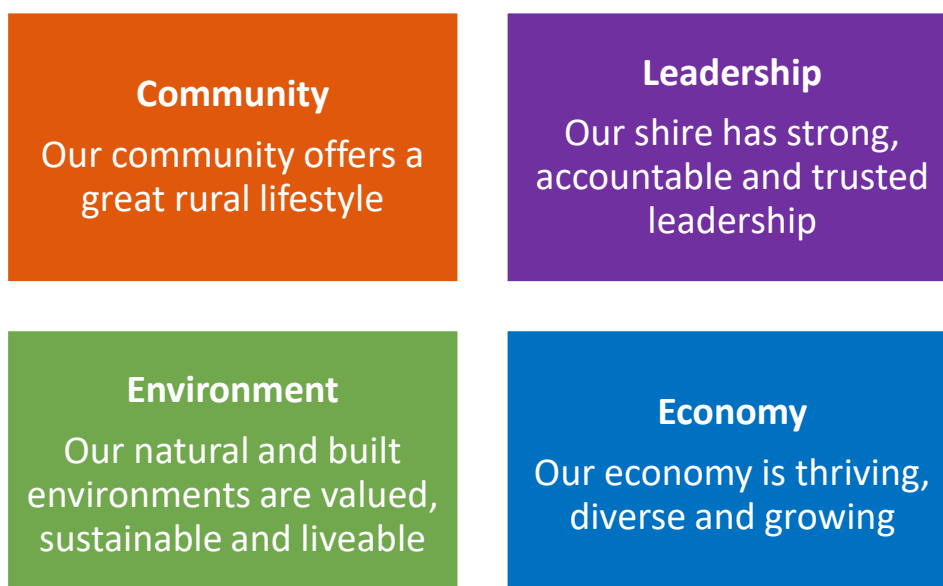 Community
Our community offers a
great rural lifestyle
Leadership
Our shire has strong,
accountable and trusted
leadership
Environment
Our natural and built
environments are valued,
sustainable and liveable
Economy
Our economy is thriving,
diverse and growing